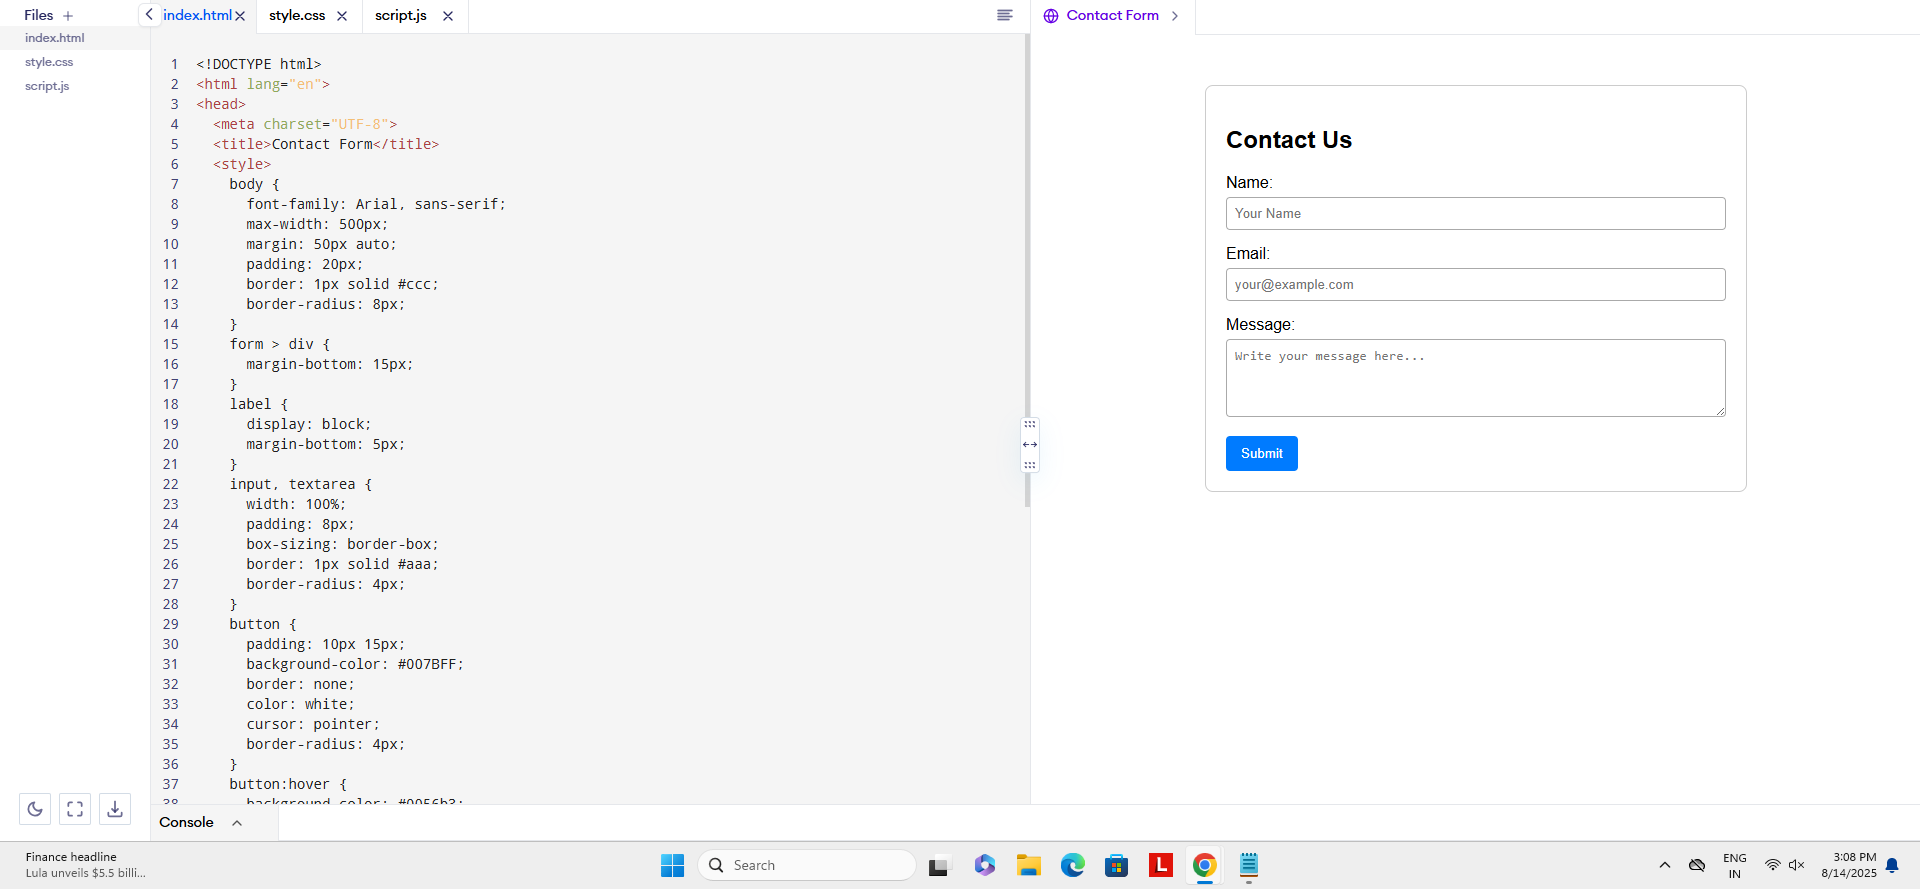 Files +
index.html
style.css
script.js
index.html
style.css
script.js
1 <!DOCTYPE html>
2 <html lang="en">
3 <head>
4 <meta charset="UTF-8">
5 <title>Contact Form</title>
6 <style>
7 body {
8 font-family: Arial, sans-serif;
9 max-width: 500px;
10 margin: 50px auto;
11 padding: 20px;
12 border: 1px solid #ccc;
13 border-radius: 8px;
14 }
15 form > div {
16 margin-bottom: 15px;
17 }
18 label {
19 display: block;
20 margin-bottom: 5px;
21 }
22 input, textarea {
23 width: 100%;
24 padding: 8px;
25 box-sizing: border-box;
26 border: 1px solid #aaa;
27 border-radius: 4px;
28 }
29 button {
30 padding: 10px 15px;
31 background-color: #007BFF;
32 border: none;
33 color: white;
34 cursor: pointer;
35 border-radius: 4px;
36 }
37 button:hover {
38 background-color: #0056b3;
Console
Contact Form
Contact Us
Name:
Your Name
Email:
your@example.com
Message:
Write your message here...
Submit
Finance headline
Lula unveils $5.5 billi...
Search
L
ENG
IN
3:08 PM
8/14/2025